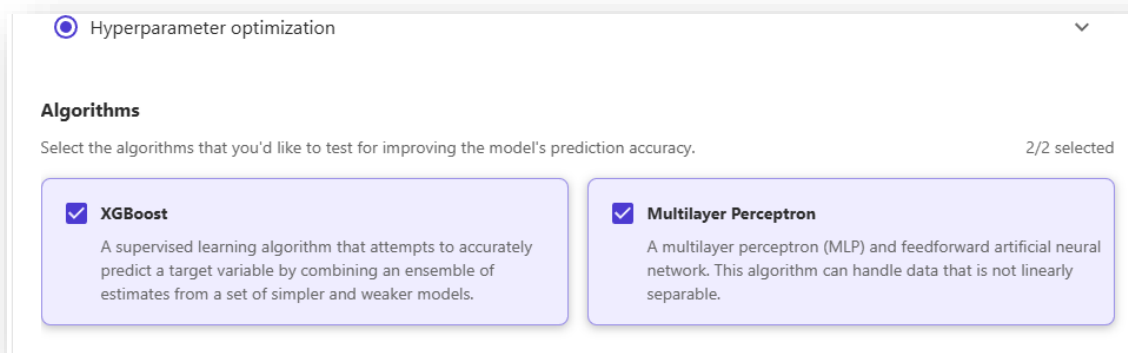 Hyperparameter optimization
Algorithms
Select the algorithms that you'd like to test for improving the model's prediction accuracy.
2/2 selected
XGBoost
A supervised learning algorithm that attempts to accurately
predict a target variable by combining an ensemble of
estimates from a set of simpler and weaker models.
Multilayer Perceptron
A multilayer perceptron (MLP) and feedforward artificial neural
network. This algorithm can handle data that is not linearly
separable.